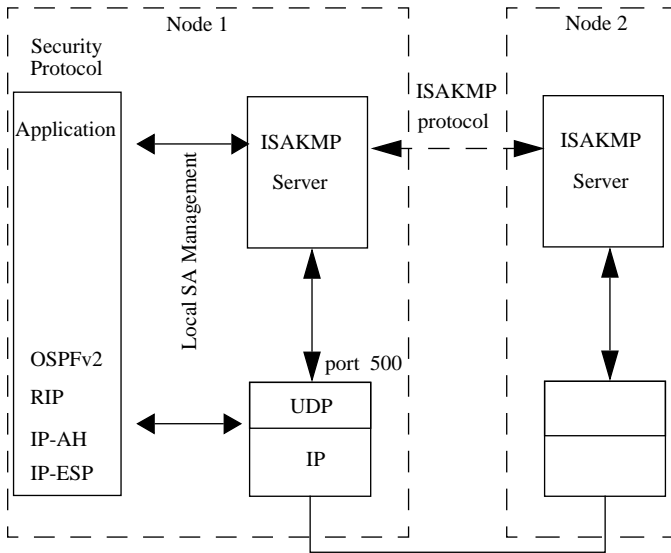 Node 1
Node 2
Security
Protocol
ISAKMP
protocol
Application
ISAKMP
Server
ISAKMP
Server
Local SA Management
OSPFv2
port 500
RIP
UDP
IP-AH
IP
IP-ESP